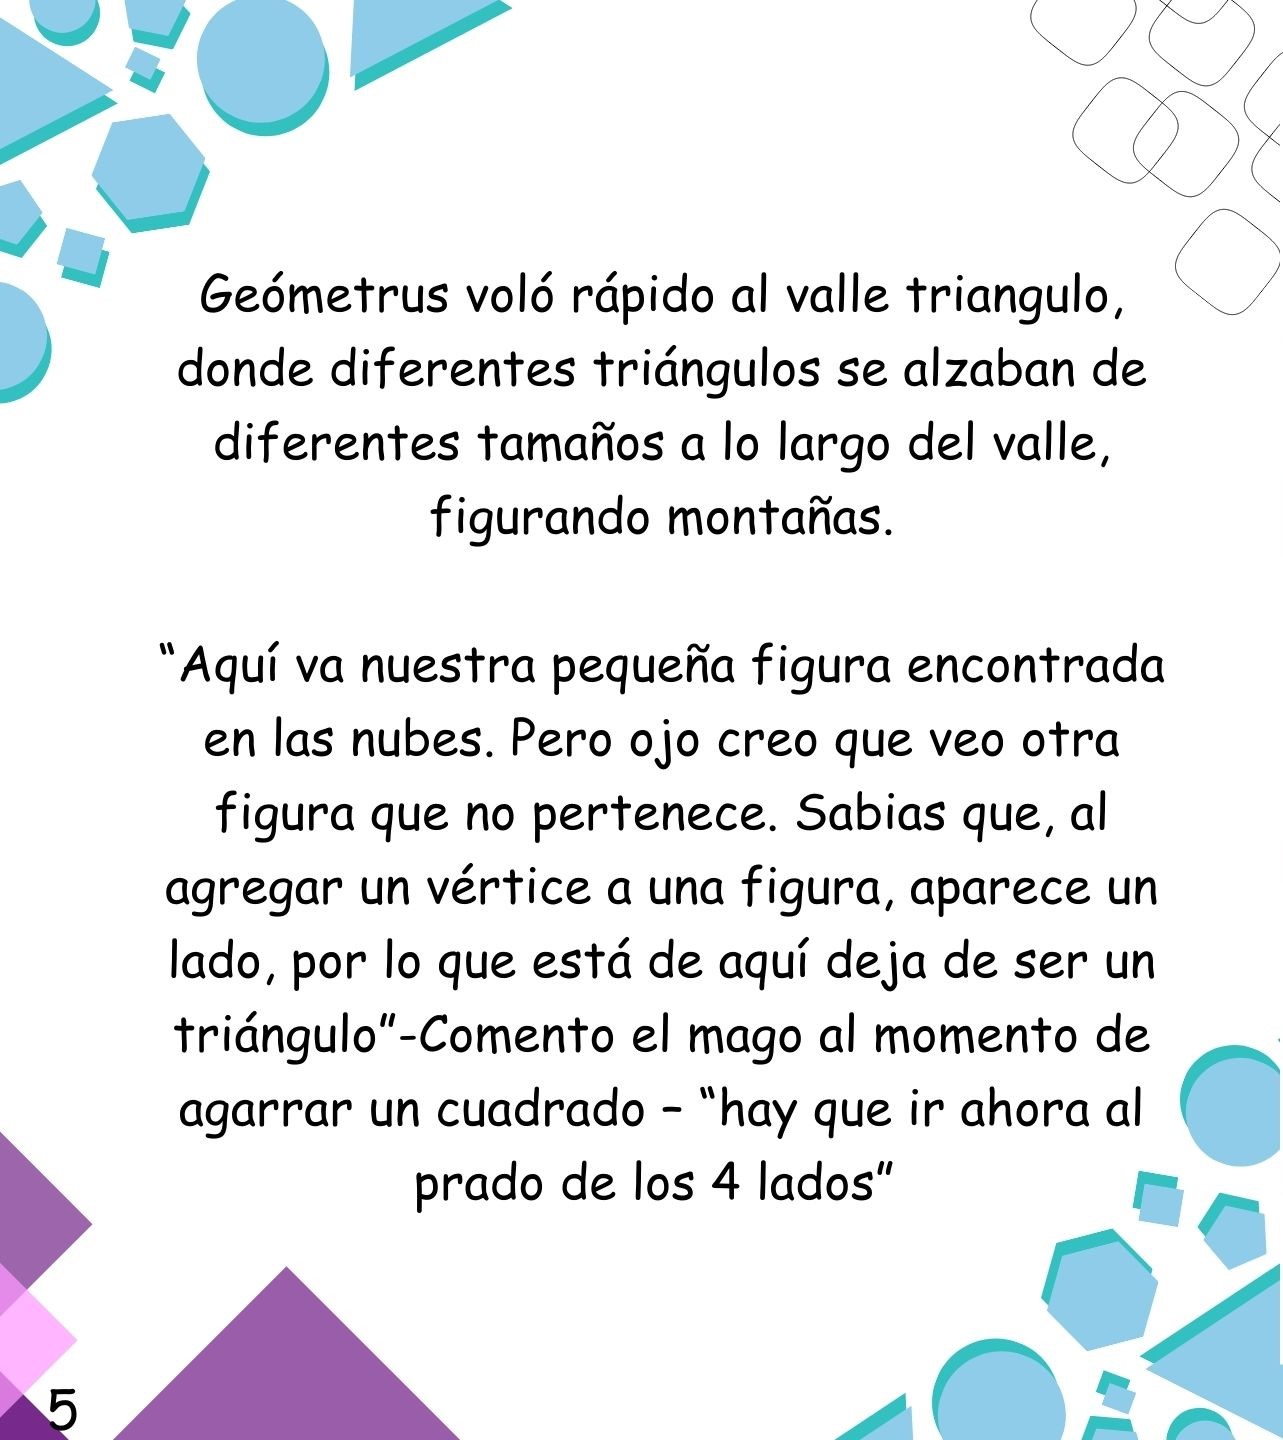 Geómetrus voló rápido al valle triangulo,
donde diferentes triángulos se alzaban de
diferentes tamaños a lo largo del valle,
figurando montañas.
“Aquí va nuestra pequeña figura encontrada
en las nubes. Pero ojo creo que veo otra
figura que no pertenece. Sabias que, al
agregar un vértice a una figura, aparece un
lado, por lo que está de aquí deja de ser un
triángulo”-Comento el mago al momento de
agarrar un cuadrado – “hay que ir ahora al
prado de los 4 lados”
5